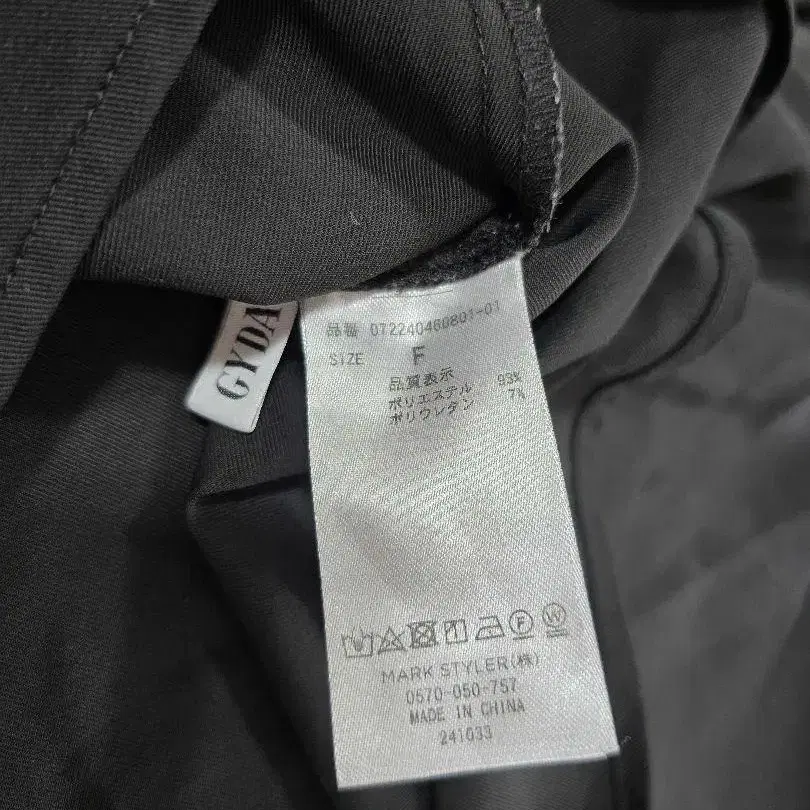 GYDA
品番 072240460801-01
SIZE F
品質表示
ポリエステル 93%
ポリウレタン 7%
F W
MARK STYLER(株)
0570-050-757
MADE IN CHINA
241033